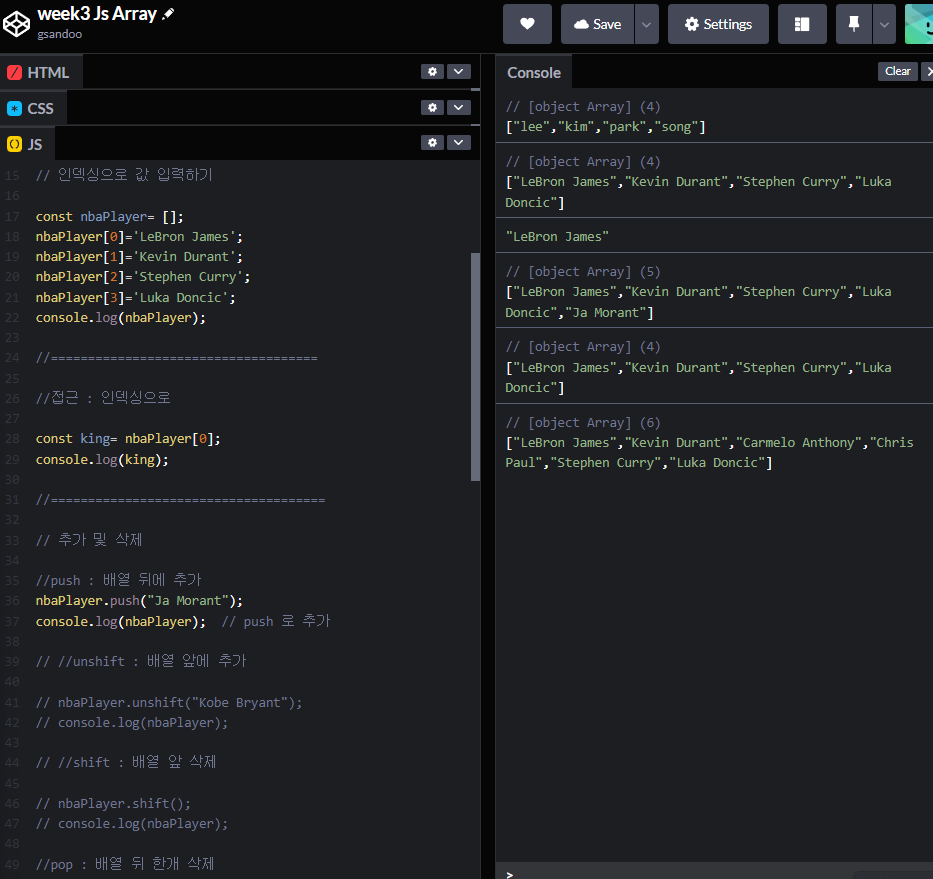 week3 Js Array
gsandoo
Save
Settings
HTML
CSS
JS
15 // 인덱싱으로 값 입력하기
16
17 const nbaPlayer= [];
18 nbaPlayer[0]='LeBron James';
19 nbaPlayer[1]='Kevin Durant';
20 nbaPlayer[2]='Stephen Curry';
21 nbaPlayer[3]='Luka Doncic';
22 console.log(nbaPlayer);
23
24 //====================================
25
26 //접근 : 인덱싱으로
27
28 const king= nbaPlayer[0];
29 console.log(king);
30
31 //=====================================
32
33 // 추가 및 삭제
34
35 //push : 배열 뒤에 추가
36 nbaPlayer.push("Ja Morant");
37 console.log(nbaPlayer);  // push 로 추가
38
39 // //unshift : 배열 앞에 추가
40
41 // nbaPlayer.unshift("Kobe Bryant");
42 // console.log(nbaPlayer);
43
44 // //shift : 배열 앞 삭제
45
46 // nbaPlayer.shift();
47 // console.log(nbaPlayer);
48
49 //pop : 배열 뒤 한개 삭제
Console
Clear
// [object Array] (4)
["lee","kim","park","song"]
// [object Array] (4)
["LeBron James","Kevin Durant","Stephen Curry","Luka
Doncic"]
"LeBron James"
// [object Array] (5)
["LeBron James","Kevin Durant","Stephen Curry","Luka
Doncic","Ja Morant"]
// [object Array] (4)
["LeBron James","Kevin Durant","Stephen Curry","Luka
Doncic"]
// [object Array] (6)
["LeBron James","Kevin Durant","Carmelo Anthony","Chris
Paul","Stephen Curry","Luka Doncic"]
>